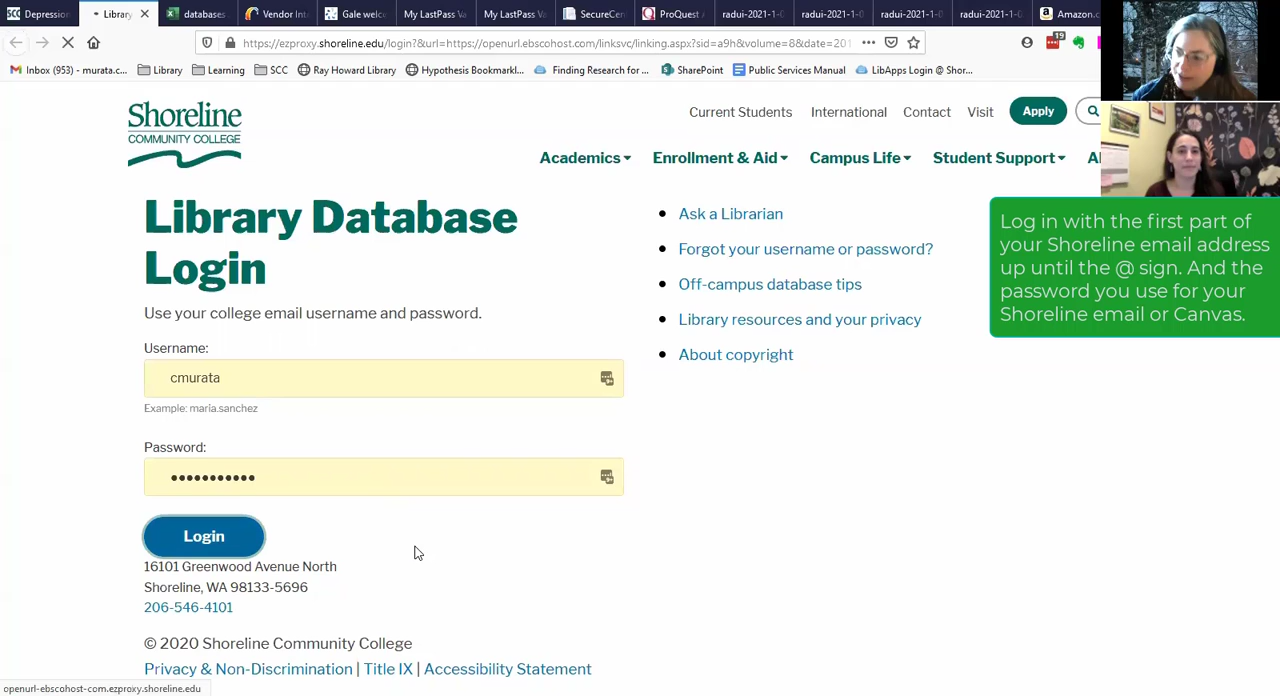 SCC Depression
Library
databases
Vendor Int
Gale welc
My LastPass Va
My LastPass Va
SecureCen
ProQuest A
radui-2021-1-0
radui-2021-1-0
radui-2021-1-0
radui-2021-1-0
Amazon.c
https://ezproxy.shoreline.edu/login?&url=https://openurl.ebscohost.com/linksvc/linking.aspx?sid=a9h&volume=8&date=201
19
Inbox (953) - murata.c...
Library
Learning
SCC
Ray Howard Library
Hypothesis Bookmarkl...
Finding Research for ...
SharePoint
Public Services Manual
LibApps Login @ Shor...
Shoreline
COMMUNITY COLLEGE
Current Students
International
Contact
Visit
Apply
Academics
Enrollment & Aid
Campus Life
Student Support
Library Database
Login
Use your college email username and password.
Username:
cmurata
Example: maria.sanchez
Password:
•••••••••••
Login
16101 Greenwood Avenue North
Shoreline, WA 98133-5696
206-546-4101
© 2020 Shoreline Community College
Privacy & Non-Discrimination | Title IX | Accessibility Statement
Ask a Librarian
Forgot your username or password?
Off-campus database tips
Library resources and your privacy
About copyright
Log in with the first part of
your Shoreline email address
up until the @ sign. And the
password you use for your
Shoreline email or Canvas.
openurl-ebscohost-com.ezproxy.shoreline.edu